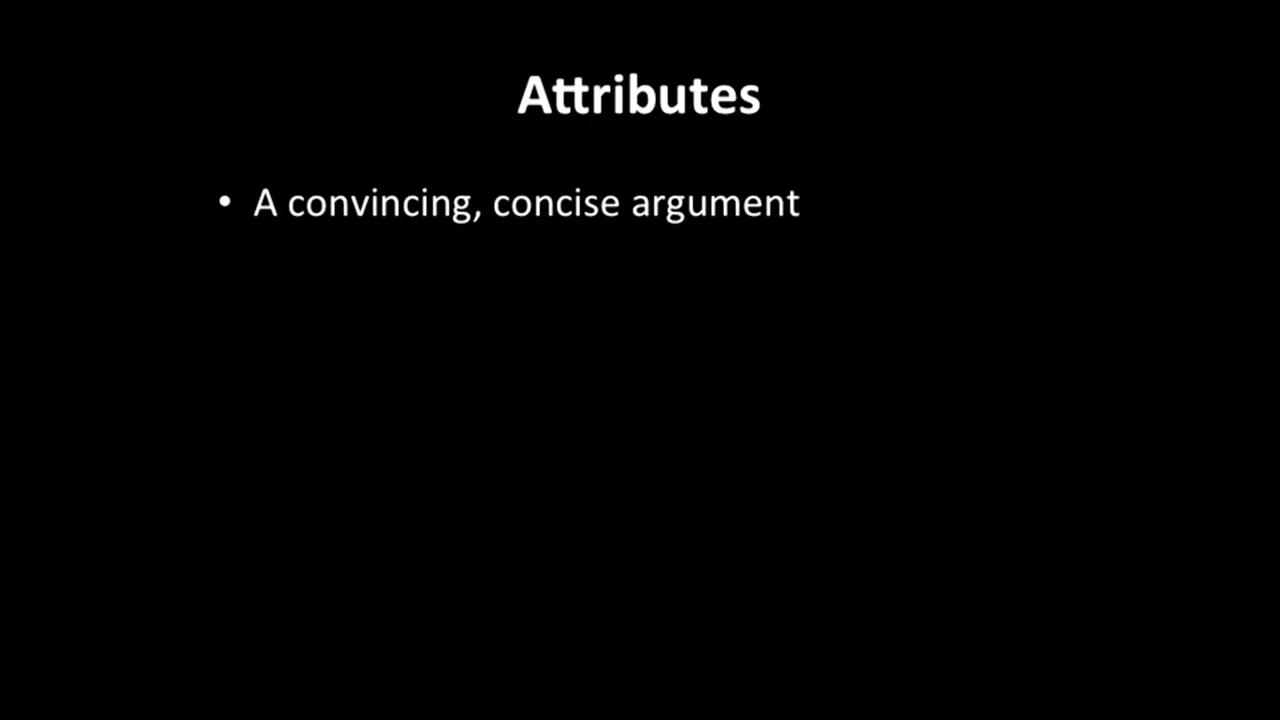 Attributes
• A convincing, concise argument